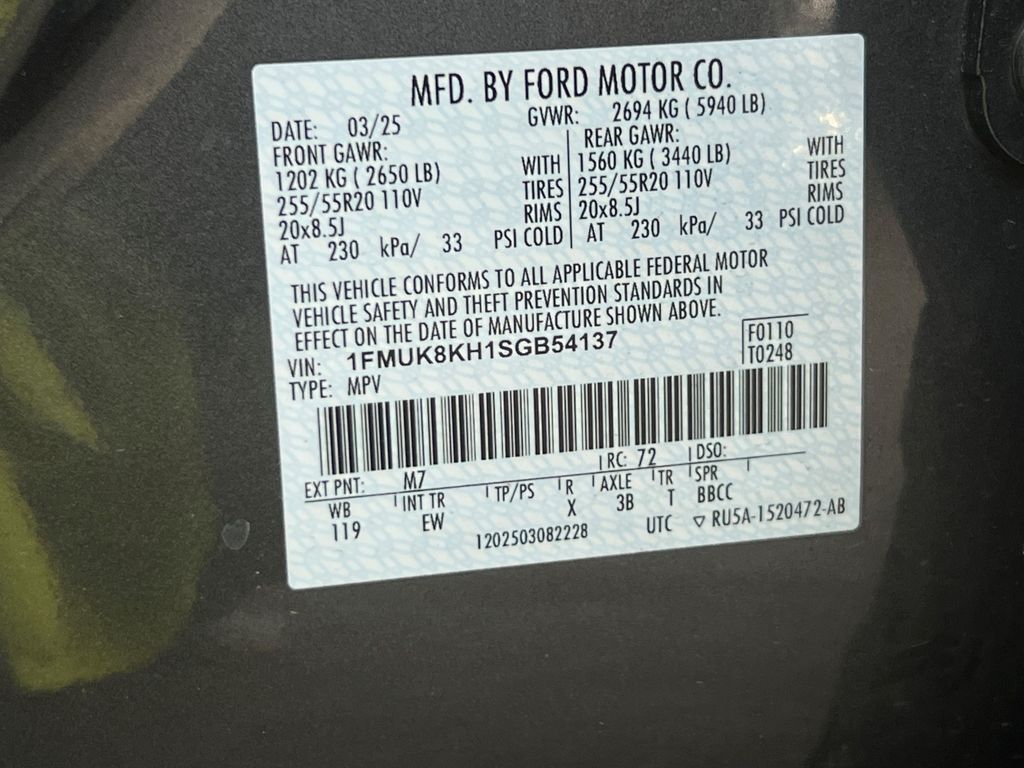 MFD. BY FORD MOTOR CO.
DATE: 03/25 GVWR: 2694 KG ( 5940 LB)
FRONT GAWR: REAR GAWR:
1202 KG ( 2650 LB) WITH 1560 KG ( 3440 LB) WITH
255/55R20 110V TIRES 255/55R20 110V TIRES
20x8.5J RIMS 20x8.5J RIMS
AT 230 kPa/ 33 PSI COLD AT 230 kPa/ 33 PSI COLD
THIS VEHICLE CONFORMS TO ALL APPLICABLE FEDERAL MOTOR
VEHICLE SAFETY AND THEFT PREVENTION STANDARDS IN
EFFECT ON THE DATE OF MANUFACTURE SHOWN ABOVE.
VIN: 1FMUK8KH1SGB54137 F0110
TYPE: MPV T0248
EXT PNT: M7 RC: 72 DSO:
WB INT TR TP/PS R AXLE TR SPR
119 EW X 3B T BBCC
1202503082228 UTC ▽ RU5A-1520472-AB